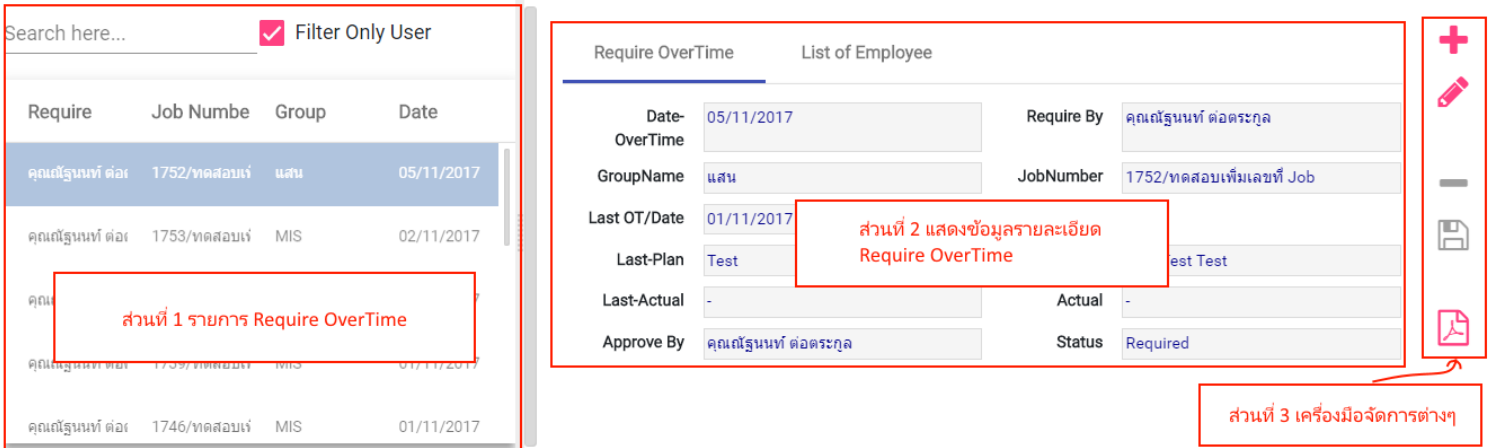 Search here...
Filter Only User
Require Job Numbe Group Date
คุณณัฐนนท์ ต่อ 1752/ทดสอบเ แสน 05/11/2017
คุณณัฐนนท์ ต่อ 1753/ทดสอบเ MIS 02/11/2017
ส่วนที่ 1 รายการ Require OverTime
1739/ทดสอบเ MIS 01/11/2017
คุณณัฐนนท์ ต่อ 1746/ทดสอบเ MIS 01/11/2017
Require OverTime List of Employee
Date-OverTime 05/11/2017 Require By คุณณัฐนนท์ ต่อตระกูล
GroupName แสน JobNumber 1752/ทดสอบเพิ่มเลขที่ Job
Last OT/Date 01/11/2017
ส่วนที่ 2 แสดงข้อมูลรายละเอียด
Require OverTime
Last-Plan Test Test Test
Last-Actual - Actual -
Approve By คุณณัฐนนท์ ต่อตระกูล Status Required
ส่วนที่ 3 เครื่องมือจัดการต่างๆ